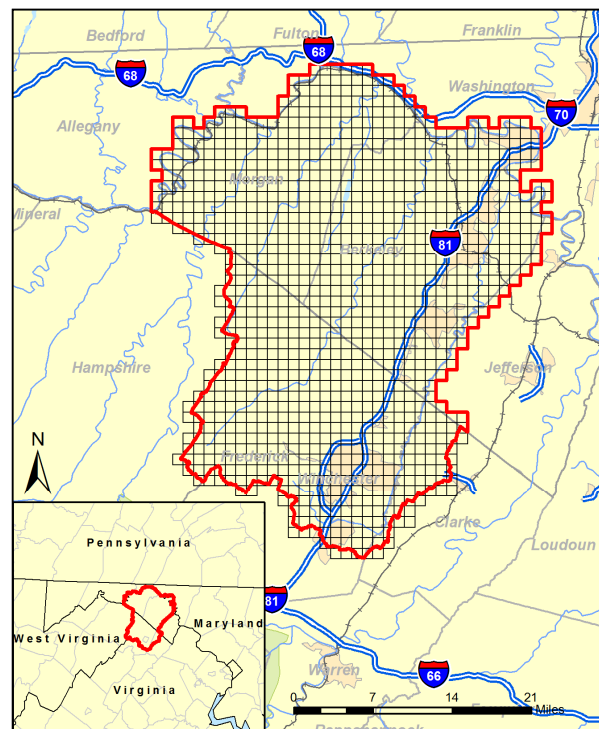 Bedford
Fulton
Franklin
68
68
Washington
70
Allegany
Morgan
Mineral
81
Berkeley
Hampshire
Jefferson
N
Frederick
Winchester
Clarke
Loudoun
Pennsylvania
81
Maryland
West Virginia
Virginia
Warren
66
0 7 14 21
Miles
Rappahannock